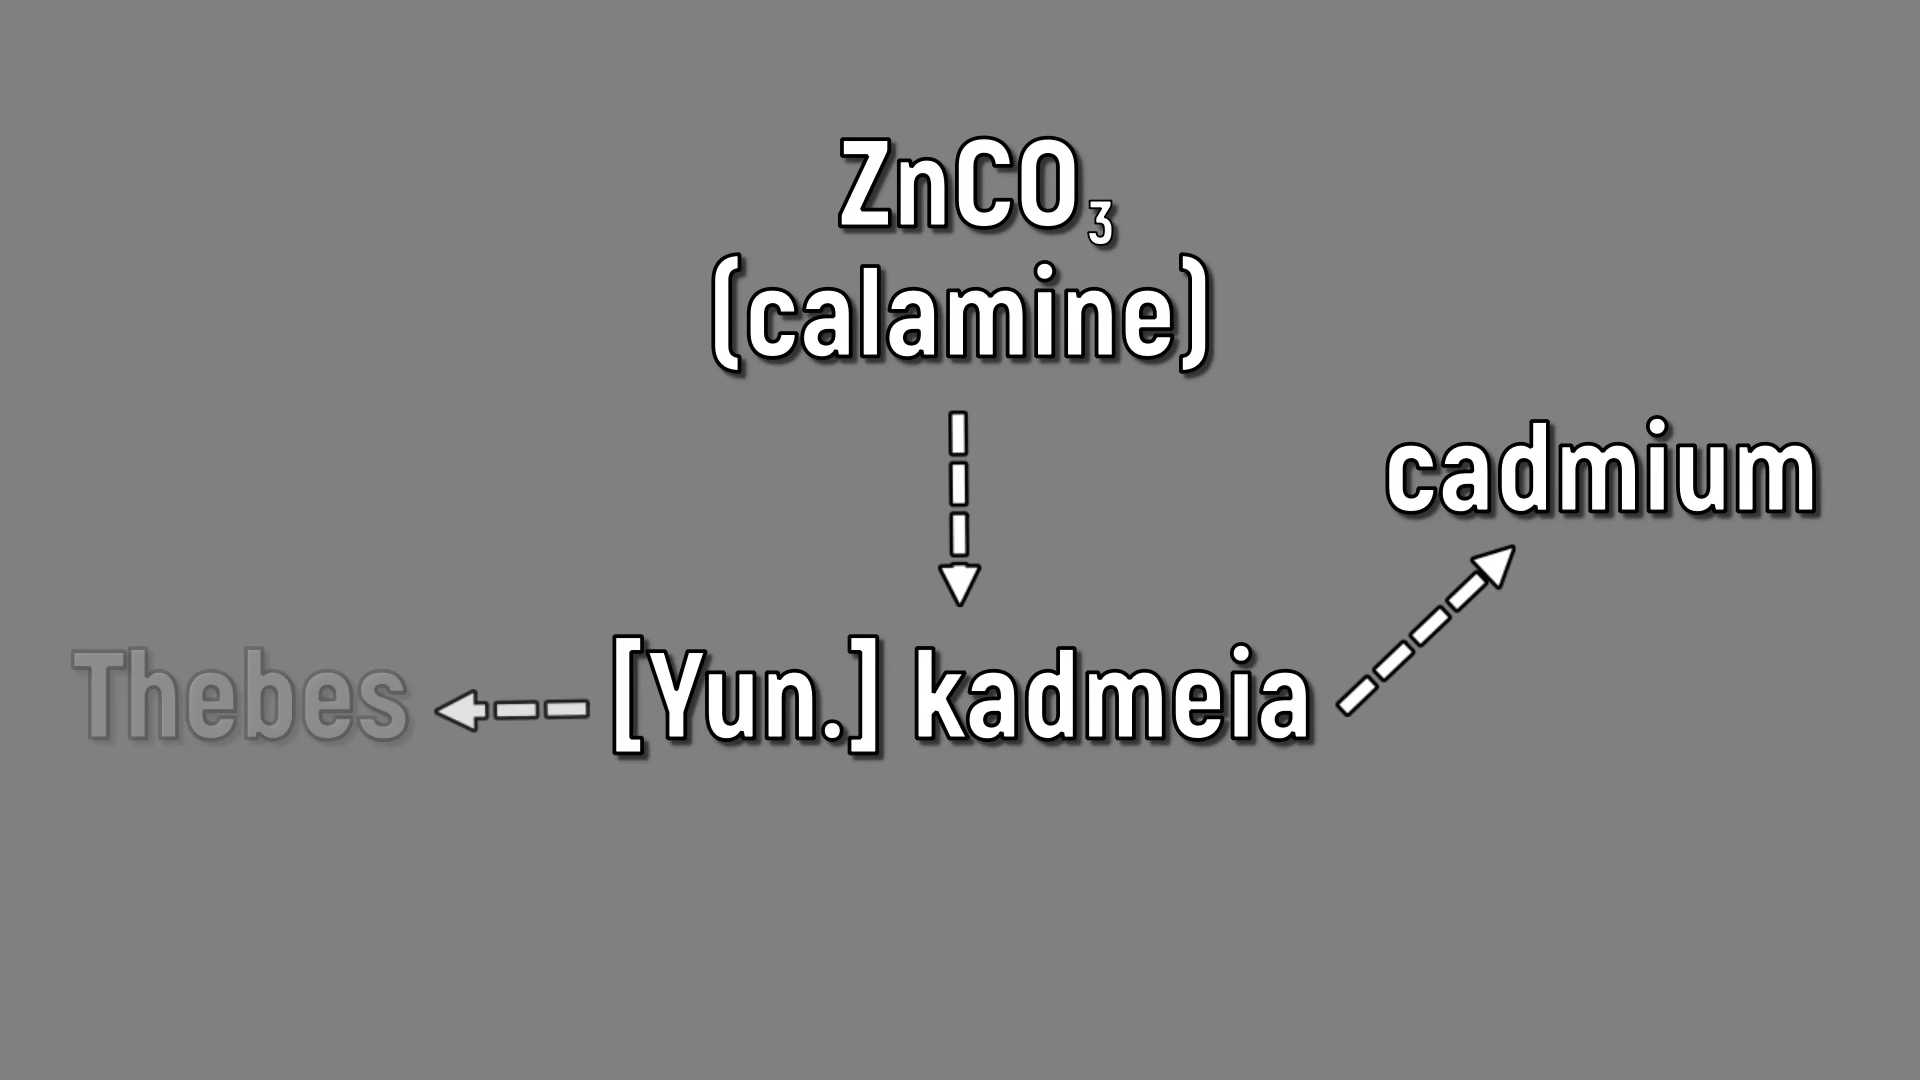 ZnCO₃
(calamine)
cadmium
Thebes
[Yun.] kadmeia